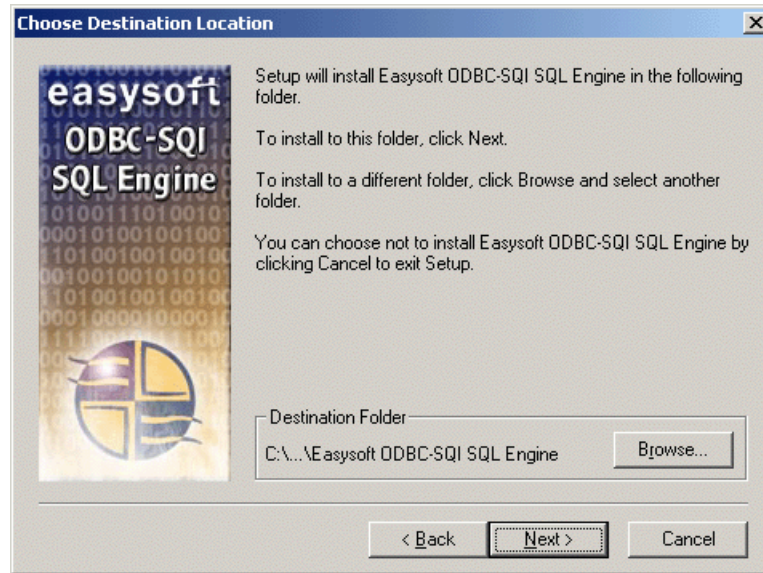 Choose Destination Location
easysoft
ODBC-SQI
SQL Engine
Setup will install Easysoft ODBC-SQI SQL Engine in the following
folder.
To install to this folder, click Next.
To install to a different folder, click Browse and select another
folder.
You can choose not to install Easysoft ODBC-SQI SQL Engine by
clicking Cancel to exit Setup.
Destination Folder
C:\...\Easysoft ODBC-SQI SQL Engine
Browse...
< Back
Next >
Cancel